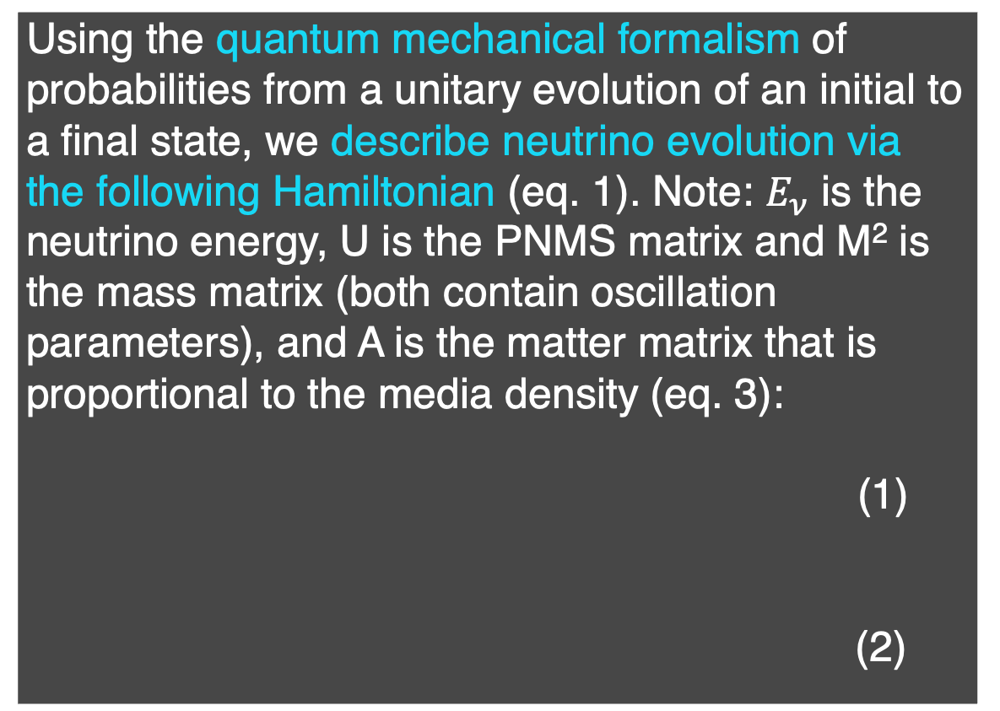 Using the quantum mechanical formalism of
probabilities from a unitary evolution of an initial to
a final state, we describe neutrino evolution via
the following Hamiltonian (eq. 1). Note: 𝐸ᵥ is the
neutrino energy, U is the PNMS matrix and M² is
the mass matrix (both contain oscillation
parameters), and A is the matter matrix that is
proportional to the media density (eq. 3):
(1)
(2)